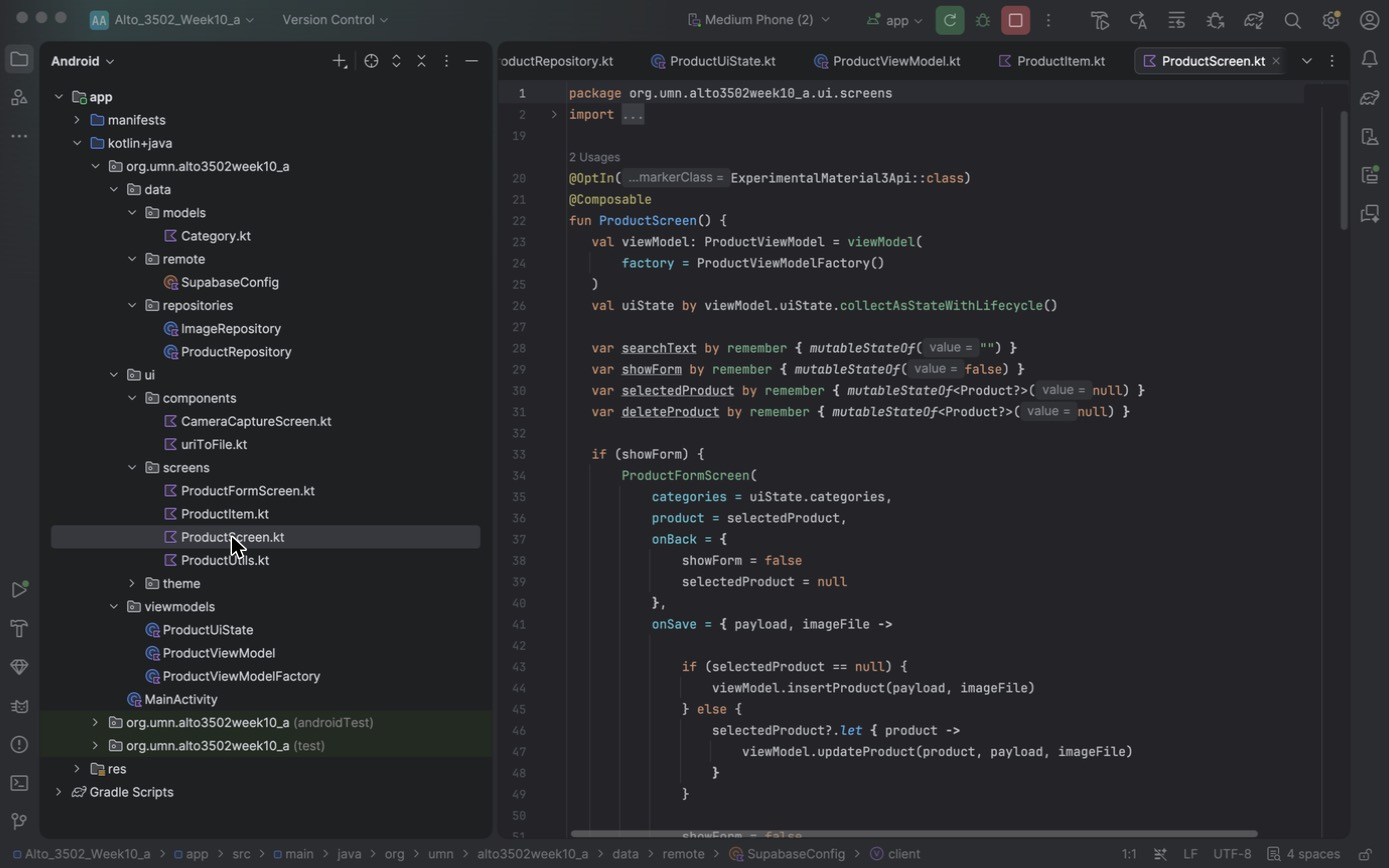 AA Alto_3502_Week10_a Version Control Medium Phone (2) app
Android
app
manifests
kotlin+java
org.umn.alto3502week10_a
data
models
Category.kt
remote
SupabaseConfig
repositories
ImageRepository
ProductRepository
ui
components
CameraCaptureScreen.kt
uriToFile.kt
screens
ProductFormScreen.kt
ProductItem.kt
ProductScreen.kt
ProductUtils.kt
theme
viewmodels
ProductUiState
ProductViewModel
ProductViewModelFactory
MainActivity
org.umn.alto3502week10_a (androidTest)
org.umn.alto3502week10_a (test)
res
Gradle Scripts
oductRepository.kt ProductUiState.kt ProductViewModel.kt ProductItem.kt ProductScreen.kt
1 package org.umn.alto3502week10_a.ui.screens
2 import ...
19
2 Usages
20 @OptIn( ...markerClass = ExperimentalMaterial3Api::class)
21 @Composable
22 fun ProductScreen() {
23 val viewModel: ProductViewModel = viewModel(
24 factory = ProductViewModelFactory()
25 )
26 val uiState by viewModel.uiState.collectAsStateWithLifecycle()
27
28 var searchText by remember { mutableStateOf( value = "") }
29 var showForm by remember { mutableStateOf( value = false) }
30 var selectedProduct by remember { mutableStateOf<Product?>( value = null) }
31 var deleteProduct by remember { mutableStateOf<Product?>( value = null) }
32
33 if (showForm) {
34 ProductFormScreen(
35 categories = uiState.categories,
36 product = selectedProduct,
37 onBack = {
38 showForm = false
39 selectedProduct = null
40 },
41 onSave = { payload, imageFile ->
42
43 if (selectedProduct == null) {
44 viewModel.insertProduct(payload, imageFile)
45 } else {
46 selectedProduct?.let { product ->
47 viewModel.updateProduct(product, payload, imageFile)
48 }
49 }
50
51 showForm = false
Alto_3502_Week10_a > app > src > main > java > org > umn > alto3502week10_a > data > remote > SupabaseConfig > client 1:1 LF UTF-8 4 spaces